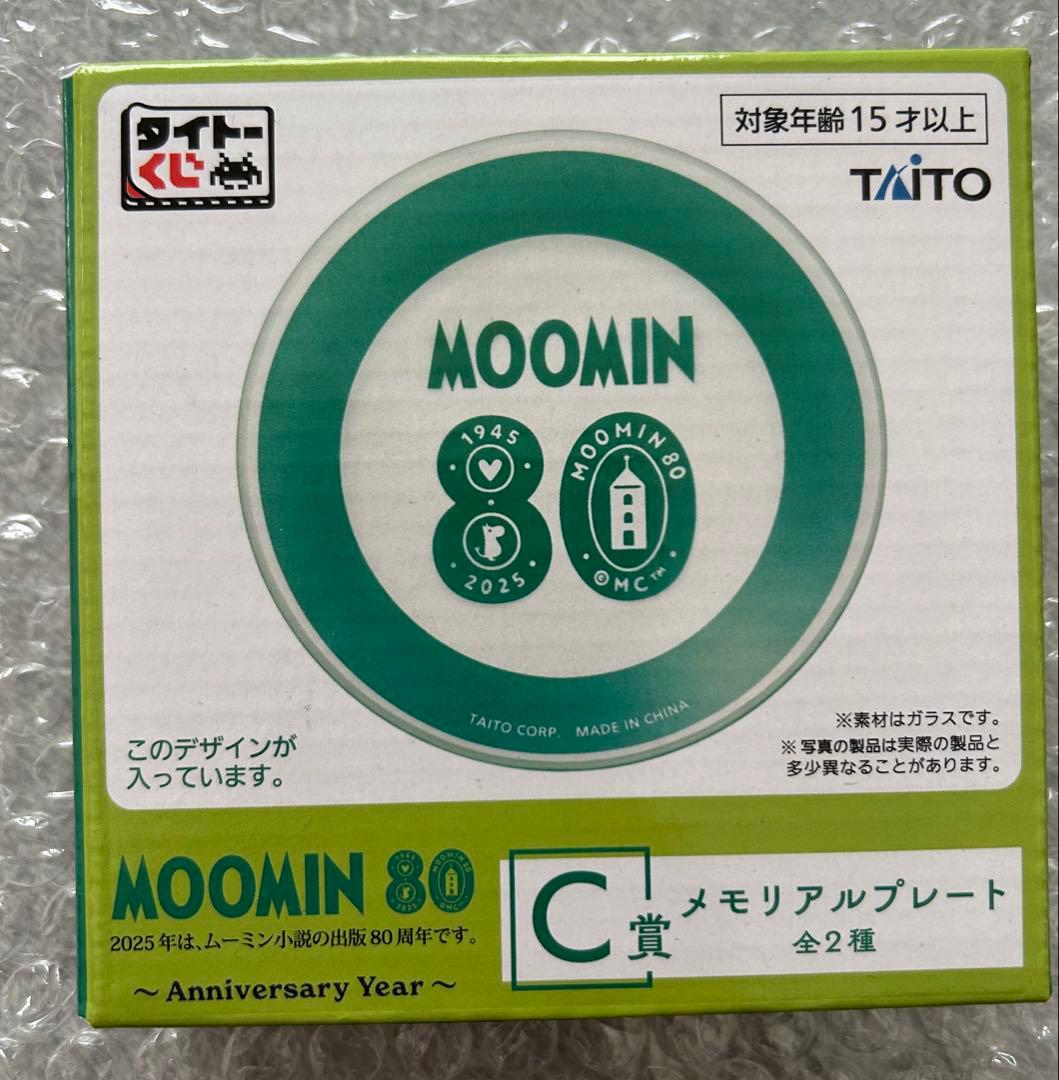 タイトー
くじ
対象年齢15才以上
TAITO
MOOMIN
1945
2025
MOOMIN 80
©MC™
TAITO CORP. MADE IN CHINA
このデザインが
入っています。
※素材はガラスです。
※写真の製品は実際の製品と
多少異なることがあります。
MOOMIN 80
2025年は、ムーミン小説の出版80周年です。
～Anniversary Year～
C賞
メモリアルプレート
全2種